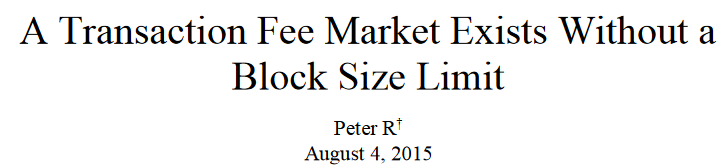 A Transaction Fee Market Exists Without a
Block Size Limit
Peter R†
August 4, 2015